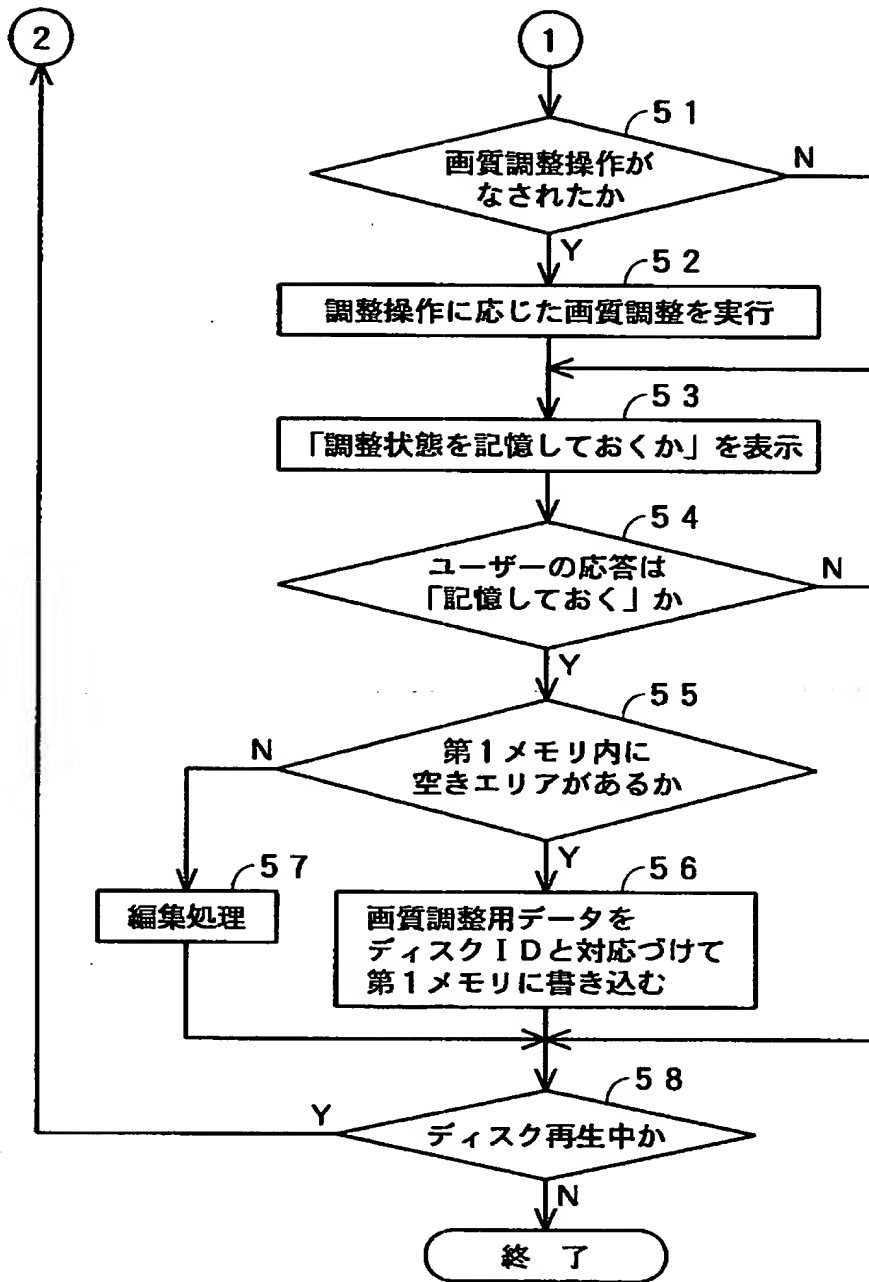 2
1
51
画質調整操作が
なされたか
N
Y
52
調整操作に応じた画質調整を実行
53
「調整状態を記憶しておくか」を表示
54
ユーザーの応答は
「記憶しておく」か
N
Y
55
第1メモリ内に
空きエリアがあるか
N
Y
57
編集処理
56
画質調整用データを
ディスクIDと対応づけて
第1メモリに書き込む
58
ディスク再生中か
Y
N
終 了